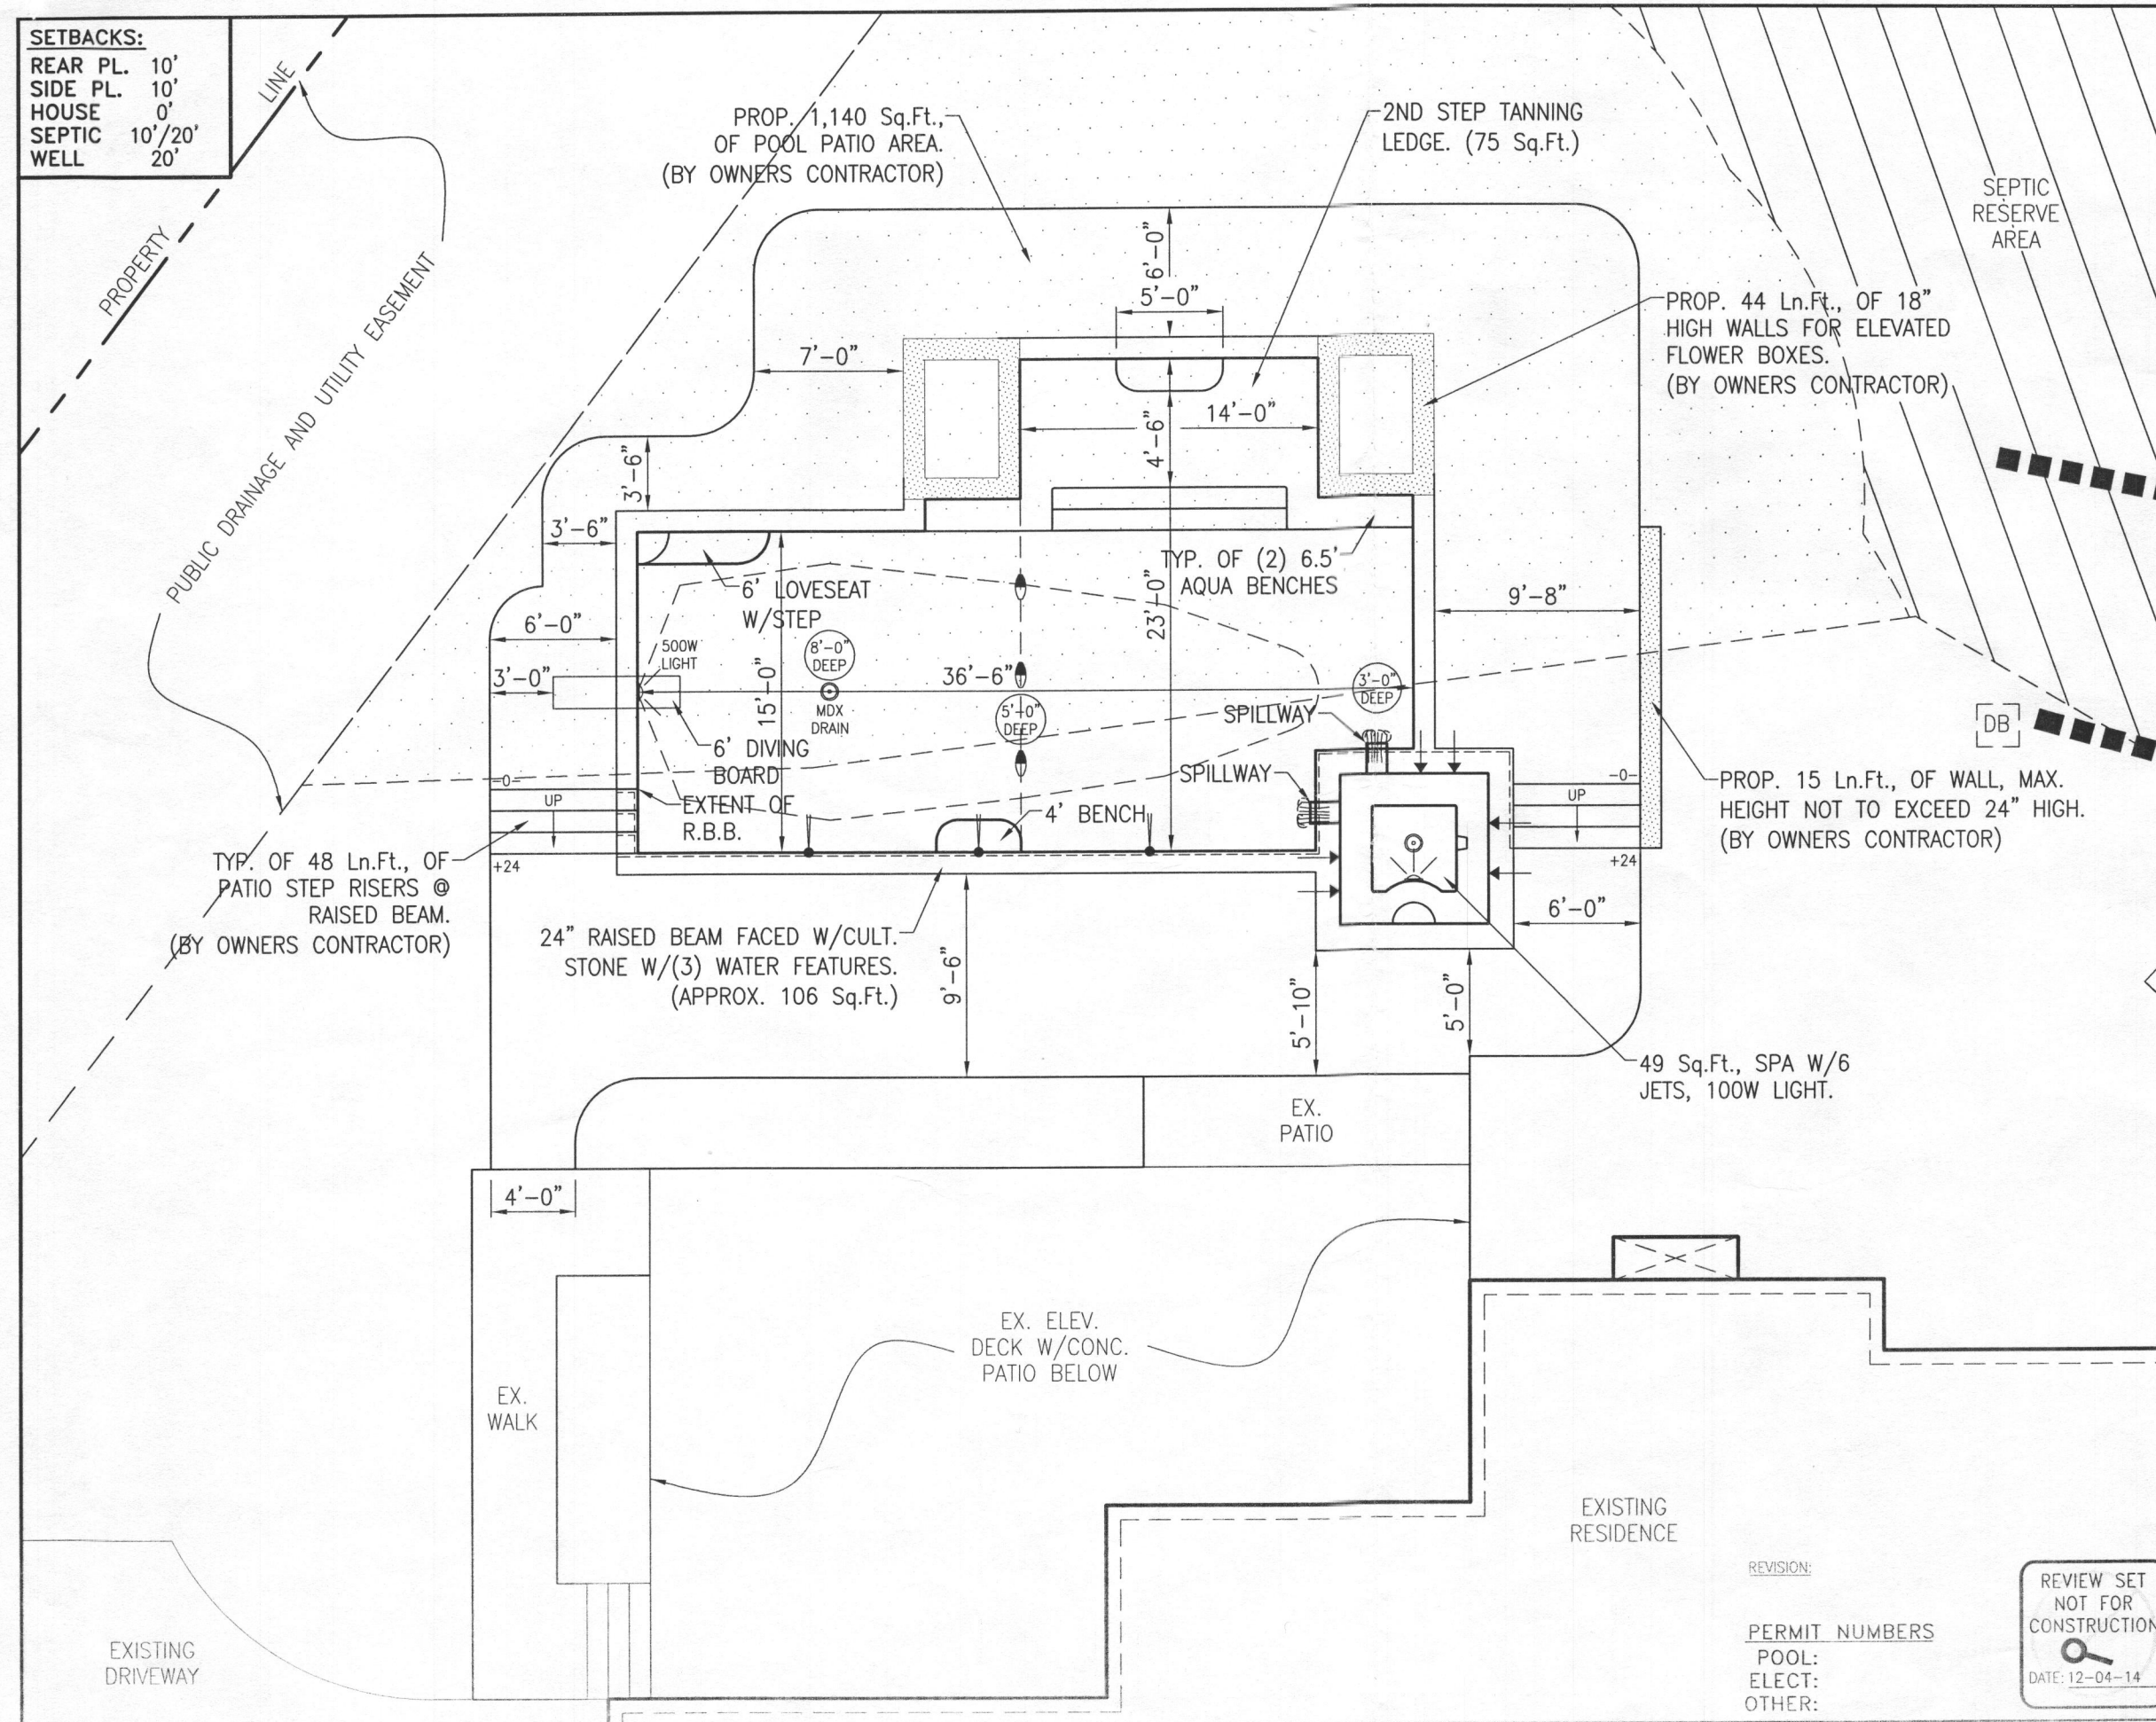 SETBACKS:
REAR PL. 10'
SIDE PL. 10'
HOUSE 0'
SEPTIC 10'/20'
WELL 20'
PROPERTY LINE
PUBLIC DRAINAGE AND UTILITY EASEMENT
PROP. 1,140 Sq.Ft.,
OF POOL PATIO AREA.
(BY OWNERS CONTRACTOR)
2ND STEP TANNING
LEDGE. (75 Sq.Ft.)
SEPTIC
RESERVE
AREA
6'-0"
5'-0"
7'-0"
14'-0"
4'-6"
PROP. 44 Ln.Ft., OF 18"
HIGH WALLS FOR ELEVATED
FLOWER BOXES.
(BY OWNERS CONTRACTOR)
3'-6"
3'-6"
TYP. OF (2) 6.5'
AQUA BENCHES
6' LOVESEAT
W/STEP
23'-0"
9'-8"
6'-0"
500W
LIGHT
8'-0"
DEEP
3'-0"
36'-6"
15'-0"
3'-0"
DEEP
MDX
DRAIN
5'-0"
DEEP
SPILLWAY
DB
6' DIVING
BOARD
SPILLWAY
-0-
UP
+24
EXTENT OF
R.B.B.
4' BENCH
-0-
UP
+24
PROP. 15 Ln.Ft., OF WALL, MAX.
HEIGHT NOT TO EXCEED 24" HIGH.
(BY OWNERS CONTRACTOR)
TYP. OF 48 Ln.Ft., OF
PATIO STEP RISERS @
RAISED BEAM.
(BY OWNERS CONTRACTOR)
24" RAISED BEAM FACED W/CULT.
STONE W/(3) WATER FEATURES.
(APPROX. 106 Sq.Ft.)
9'-6"
6'-0"
5'-10"
5'-0"
49 Sq.Ft., SPA W/6
JETS, 100W LIGHT.
EX.
PATIO
4'-0"
EX. ELEV.
DECK W/CONC.
PATIO BELOW
EX.
WALK
EXISTING
RESIDENCE
EXISTING
DRIVEWAY
REVISION:
PERMIT NUMBERS
POOL:
ELECT:
OTHER:
REVIEW SET
NOT FOR
CONSTRUCTION
DATE: 12-04-14